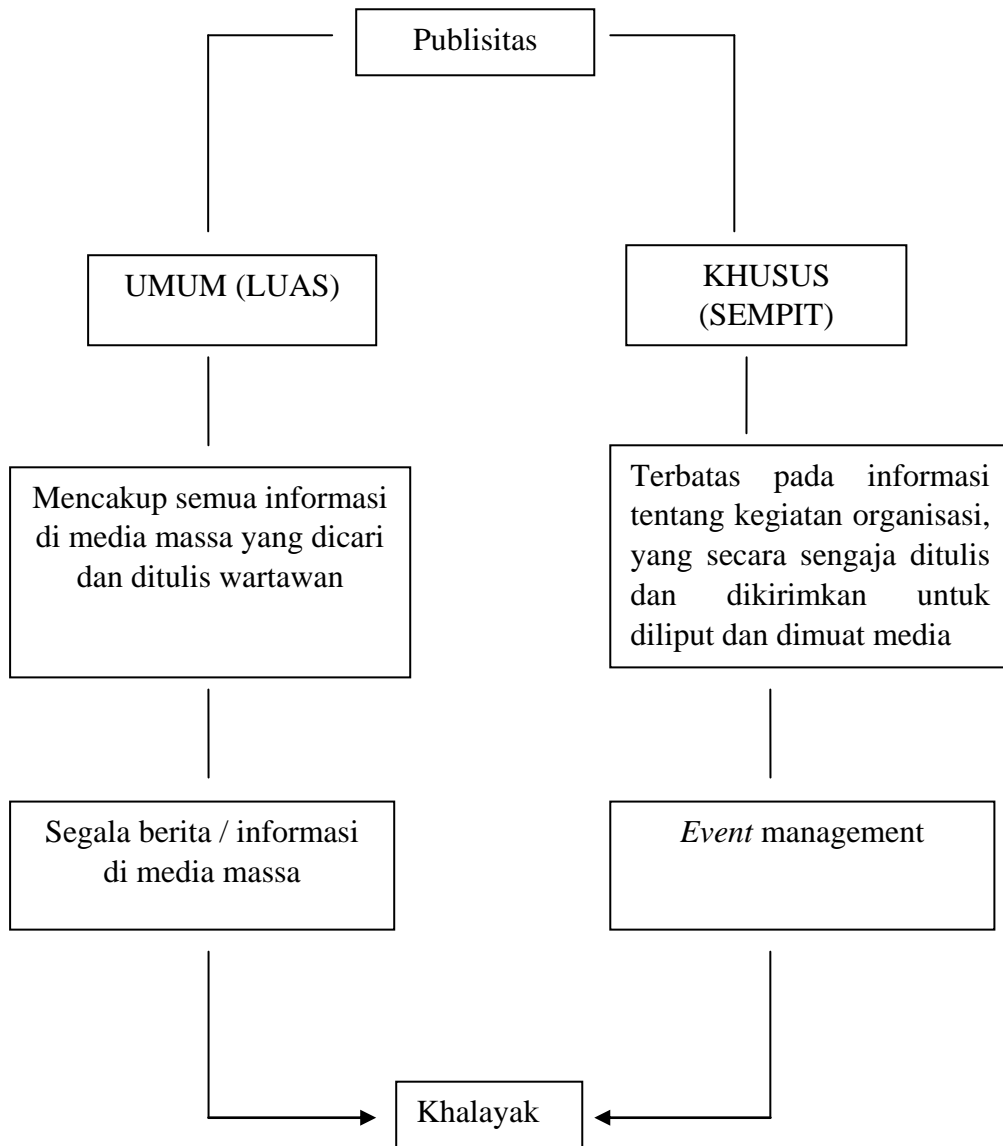 Publisitas
UMUM (LUAS)
KHUSUS
(SEMPIT)
Mencakup semua informasi
di media massa yang dicari
dan ditulis wartawan
Terbatas pada informasi
tentang kegiatan organisasi,
yang secara sengaja ditulis
dan dikirimkan untuk
diliput dan dimuat media
Segala berita / informasi
di media massa
Event management
Khalayak